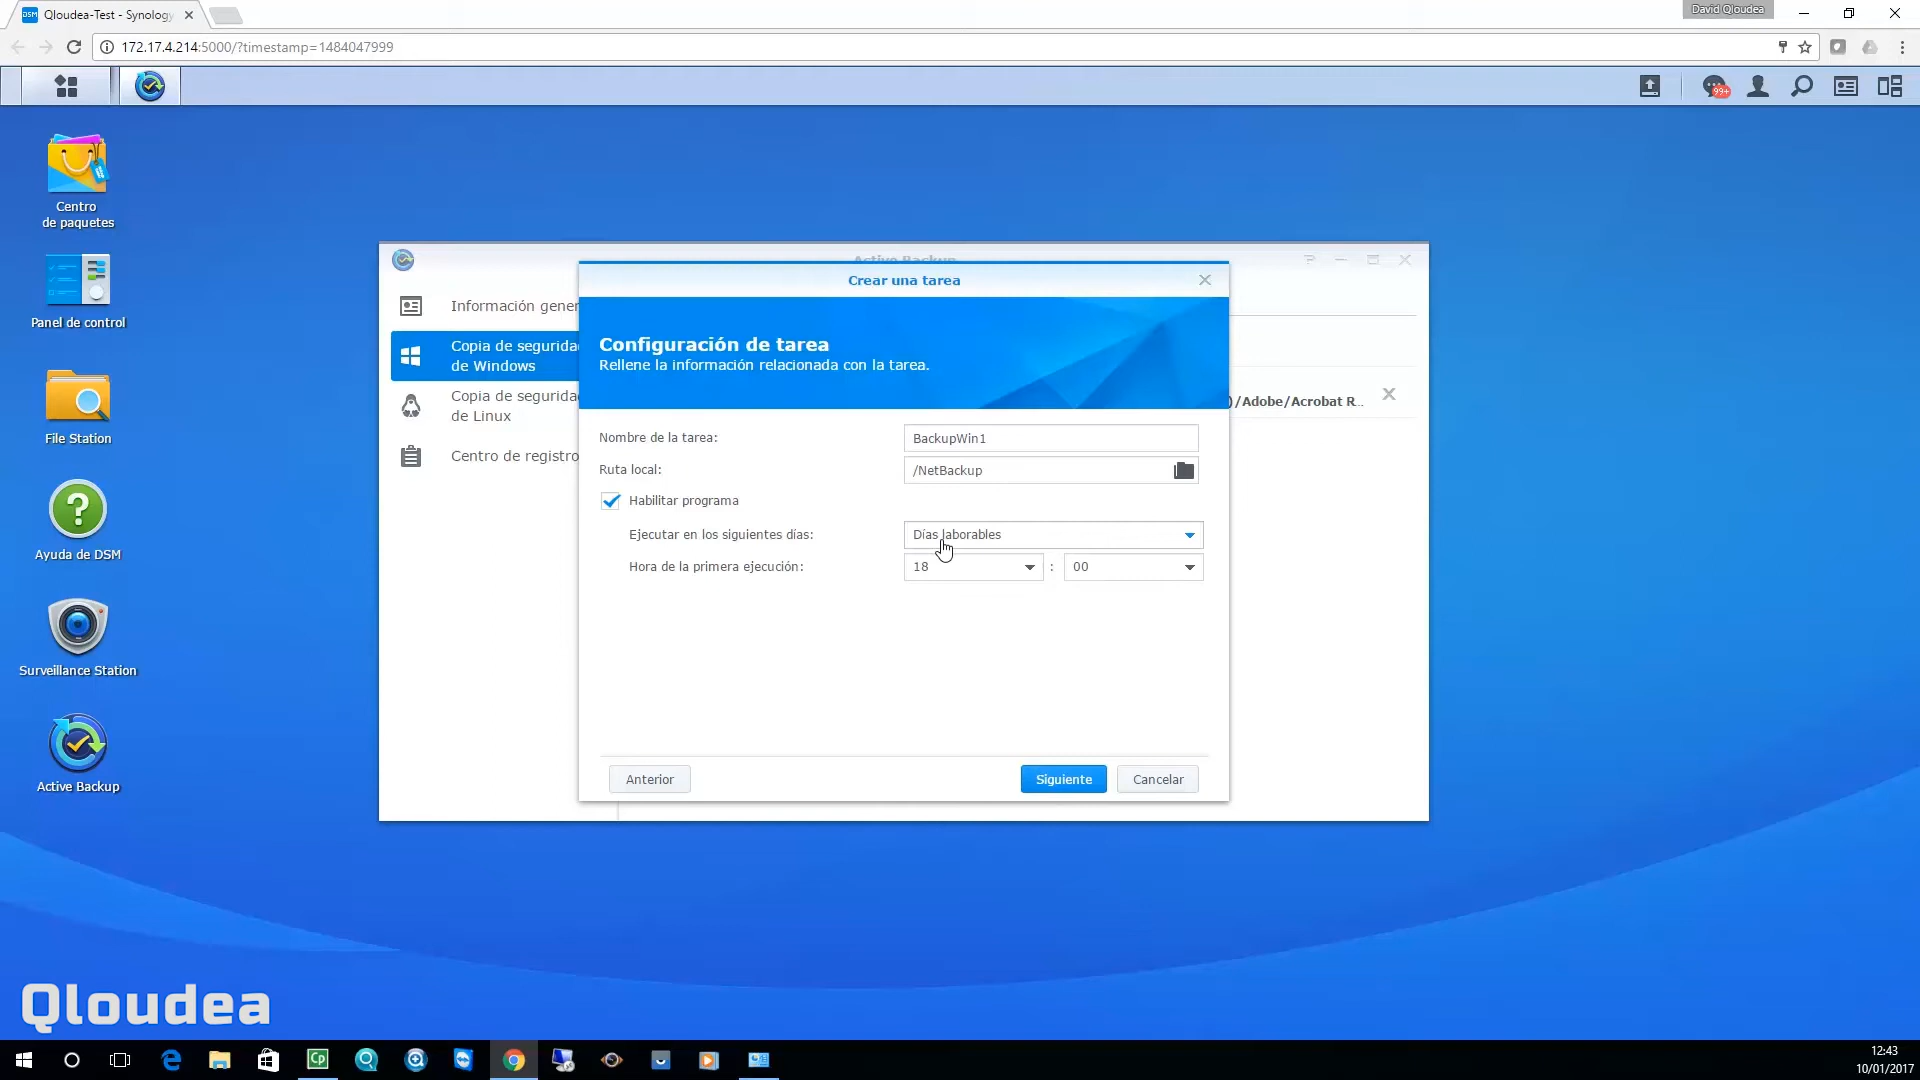 Qloudea-Test - Synology
David Qloudea
172.17.4.214:5000/?timestamp=1484047999
99+
Centro
de paquetes
Panel de control
File Station
Ayuda de DSM
Surveillance Station
Active Backup
Active Backup
Información gener
Copia de segurida
de Windows
Copia de segurida
de Linux
Centro de registro
)/Adobe/Acrobat R...
Crear una tarea
Configuración de tarea
Rellene la información relacionada con la tarea.
Nombre de la tarea:
BackupWin1
Ruta local:
/NetBackup
Habilitar programa
Ejecutar en los siguientes días:
Días laborables
Hora de la primera ejecución:
18 : 00
Anterior
Siguiente
Cancelar
Qloudea
12:43
10/01/2017